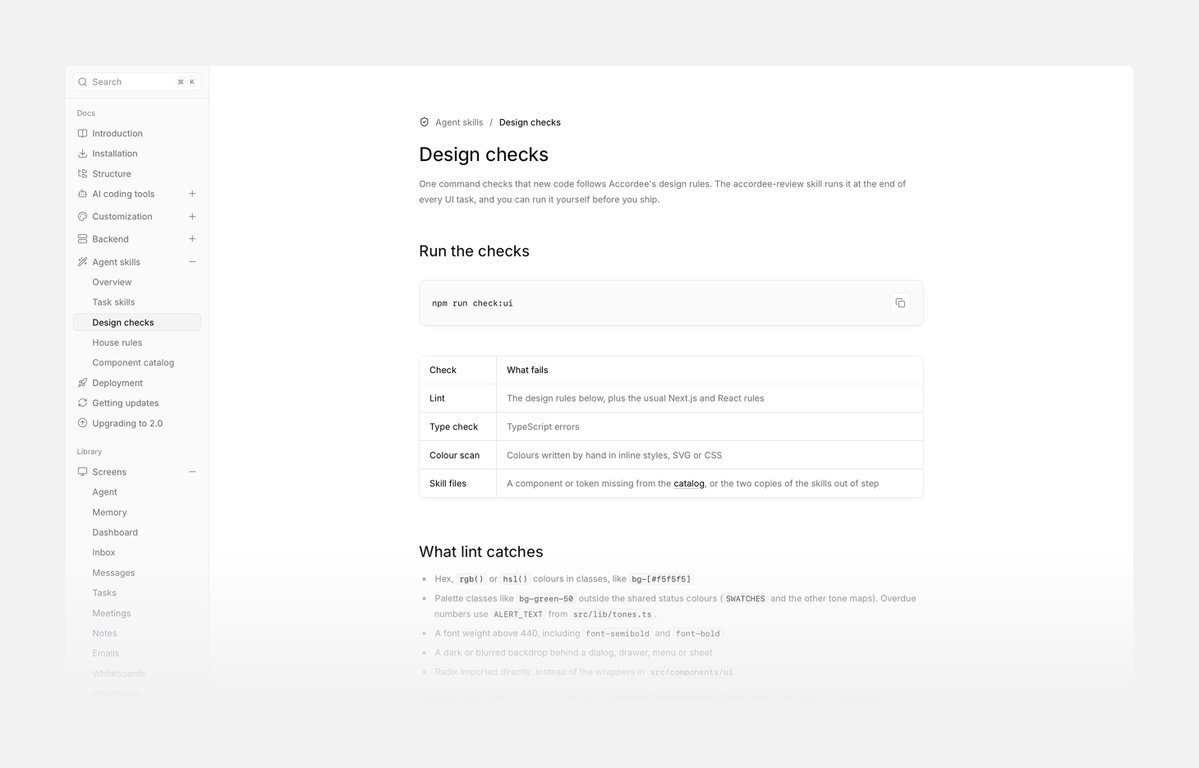 Search ⌘ K
Docs
Introduction
Installation
Structure
AI coding tools +
Customization +
Backend +
Agent skills −
Overview
Task skills
Design checks
House rules
Component catalog
Deployment
Getting updates
Upgrading to 2.0
Library
Screens −
Agent
Memory
Dashboard
Inbox
Messages
Tasks
Meetings
Notes
Emails
Whiteboards
Agent skills / Design checks
Design checks
One command checks that new code follows Accordee's design rules. The accordee-review skill runs it at the end of
every UI task, and you can run it yourself before you ship.
Run the checks
npm run check:ui
Check What fails
Lint The design rules below, plus the usual Next.js and React rules
Type check TypeScript errors
Colour scan Colours written by hand in inline styles, SVG or CSS
Skill files A component or token missing from the catalog, or the two copies of the skills out of step
What lint catches
• Hex, rgb() or hsl() colours in classes, like bg-[#f5f5f5]
• Palette classes like bg-green-50 outside the shared status colours ( SWATCHES and the other tone maps). Overdue
numbers use ALERT_TEXT from src/lib/tones.ts .
• A font weight above 440, including font-semibold and font-bold
• A dark or blurred backdrop behind a dialog, drawer, menu or sheet
• Radix imported directly, instead of the wrappers in src/components/ui